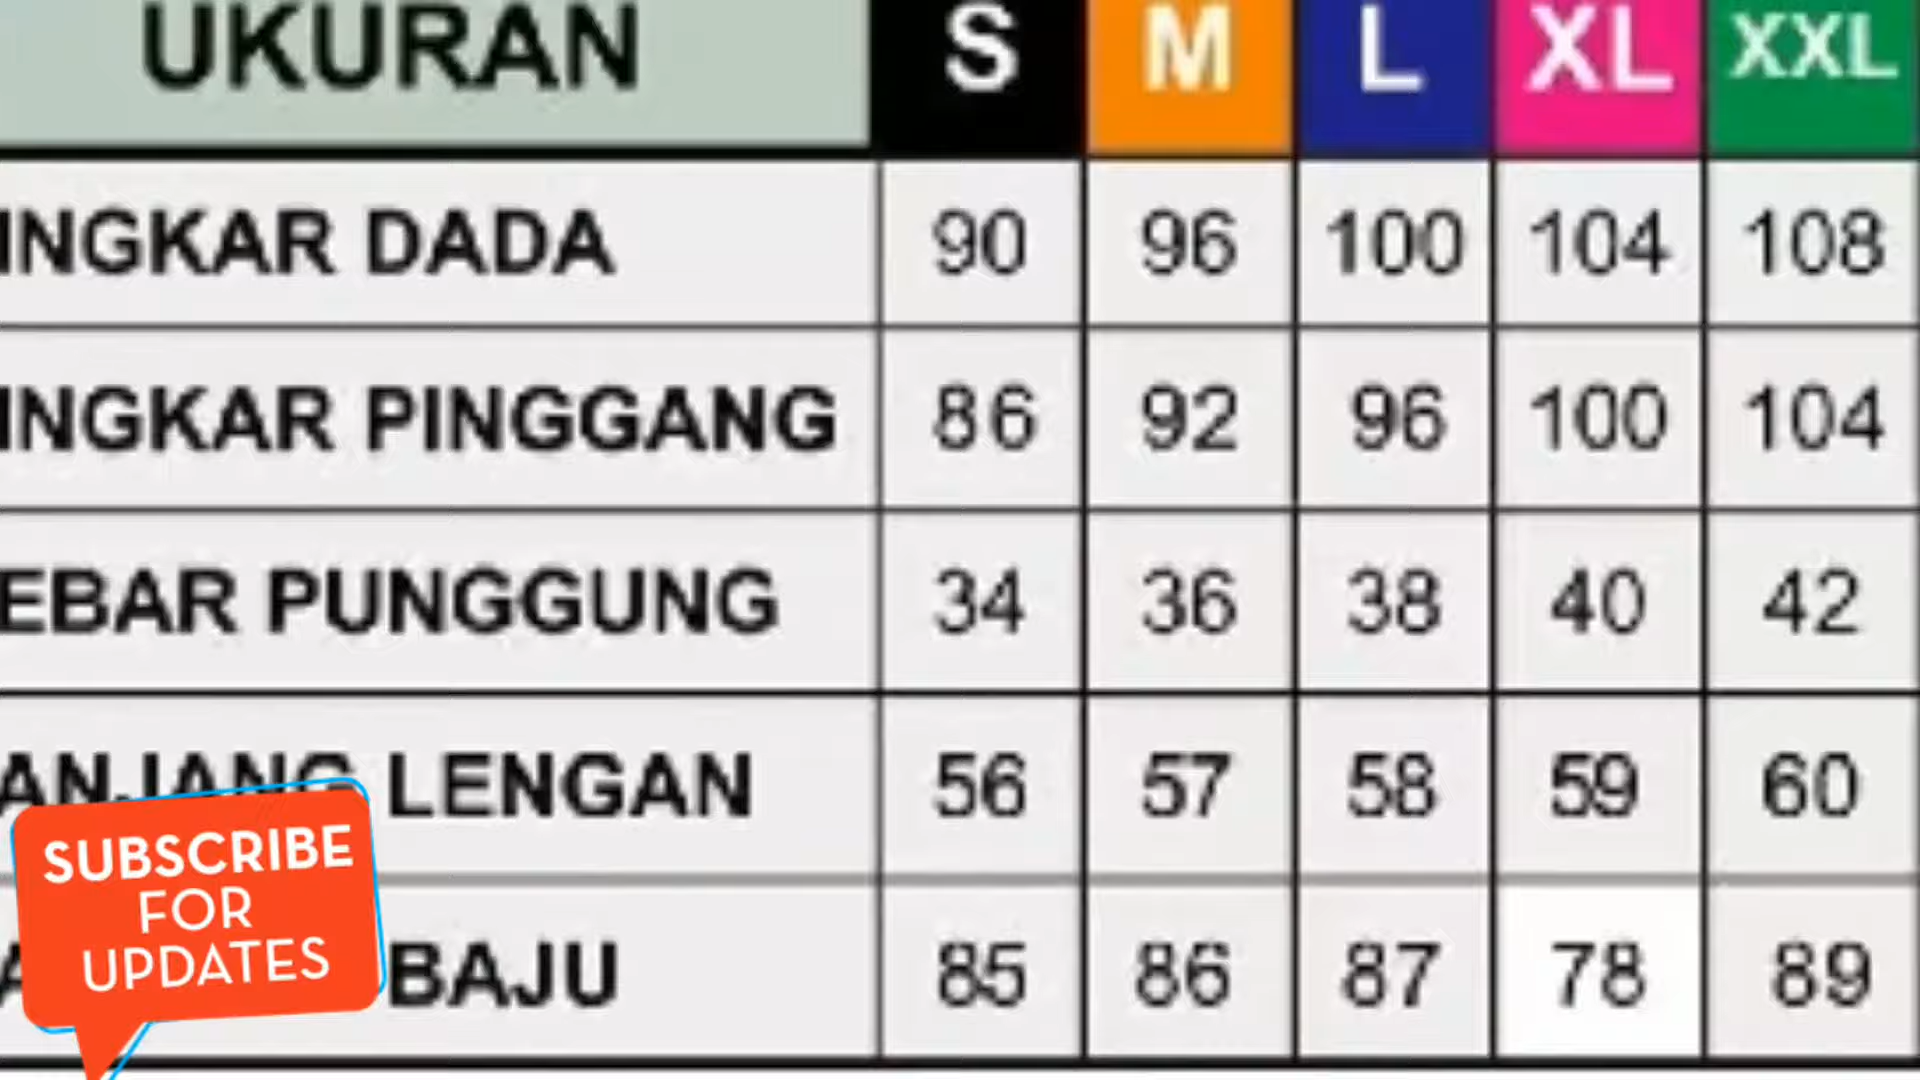 UKURAN S M L XL XXL
INGKAR DADA 90 96 100 104 108
INGKAR PINGGANG 86 92 96 100 104
EBAR PUNGGUNG 34 36 38 40 42
ANJANG LENGAN 56 57 58 59 60
BAJU 85 86 87 78 89
SUBSCRIBE
FOR
UPDATES